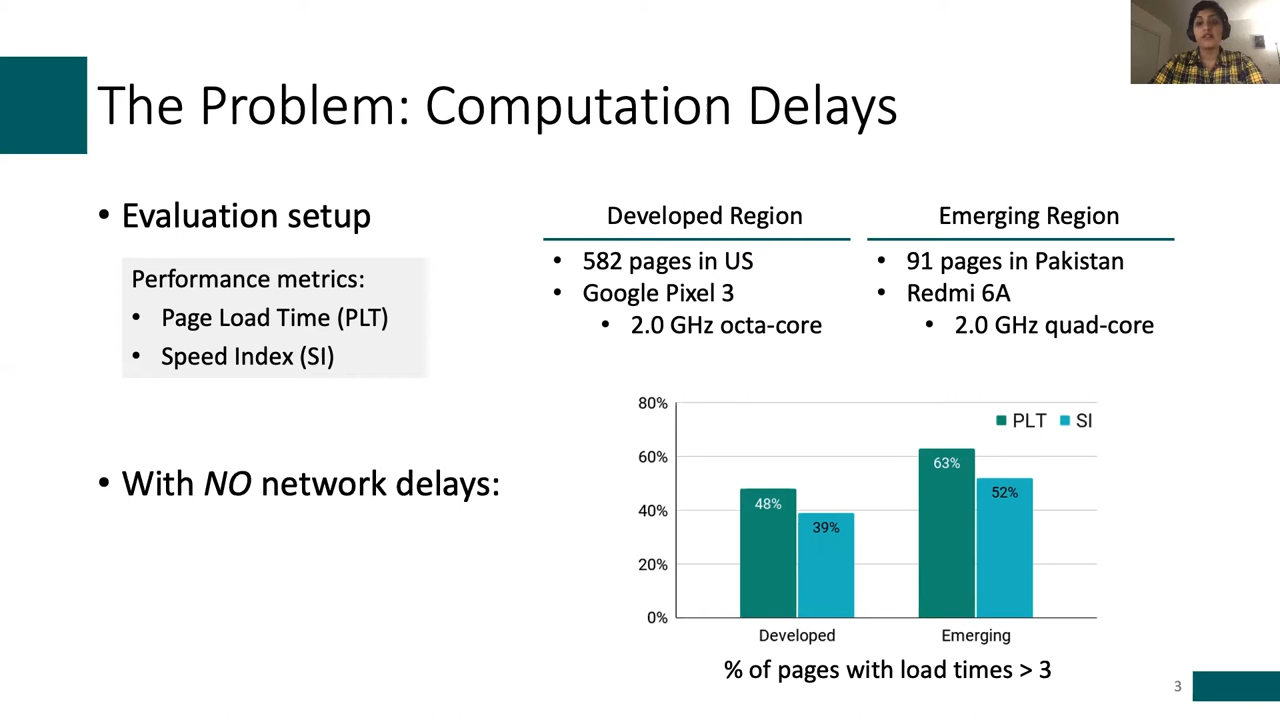 The Problem: Computation Delays
• Evaluation setup
Performance metrics:
• Page Load Time (PLT)
• Speed Index (SI)
• With NO network delays:
Developed Region
• 582 pages in US
• Google Pixel 3
• 2.0 GHz octa-core
Emerging Region
• 91 pages in Pakistan
• Redmi 6A
• 2.0 GHz quad-core
PLT SI
80%
60%
40%
20%
0%
48%
39%
63%
52%
Developed
Emerging
% of pages with load times > 3
3